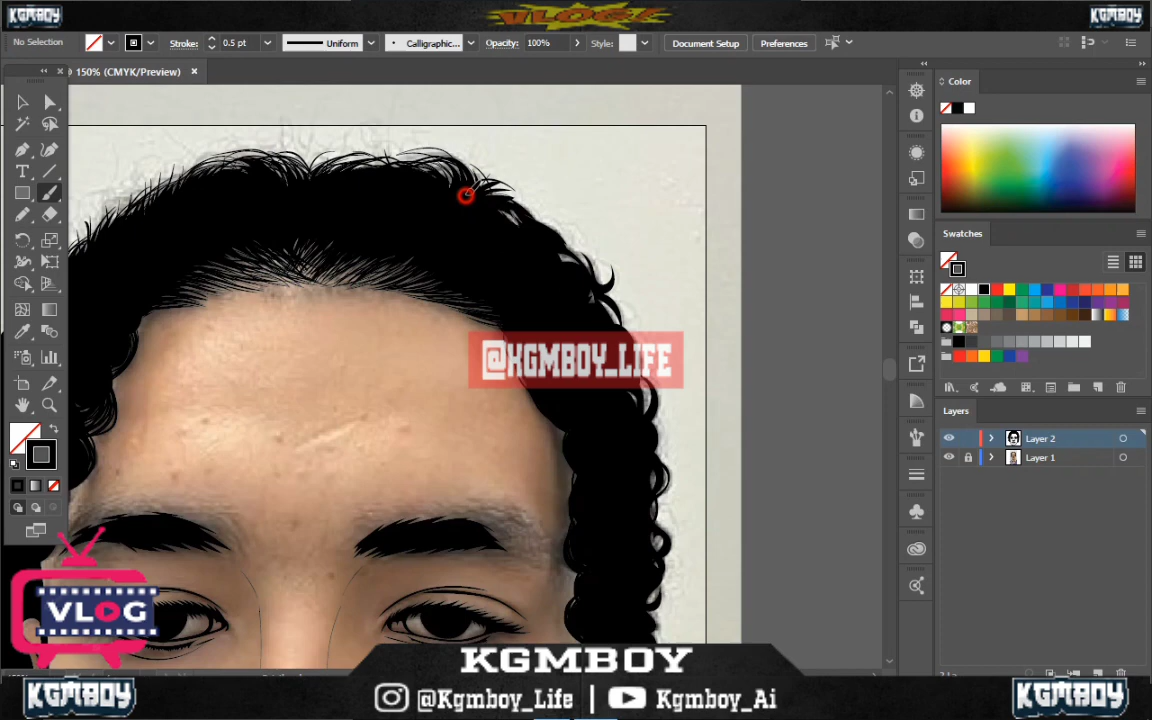 KGMBOY
VLOG!
KGMBOY
No Selection
Stroke:
0.5 pt
Uniform
Calligraphic...
Opacity:
100%
Style:
Document Setup
Preferences
@ 150% (CMYK/Preview)
Color
Swatches
@KGMBOY_LIFE
Layers
Layer 2
Layer 1
VLOG
KGMBOY
KGMBOY
@Kgmboy_Life | Kgmboy_Ai
KGMBOY